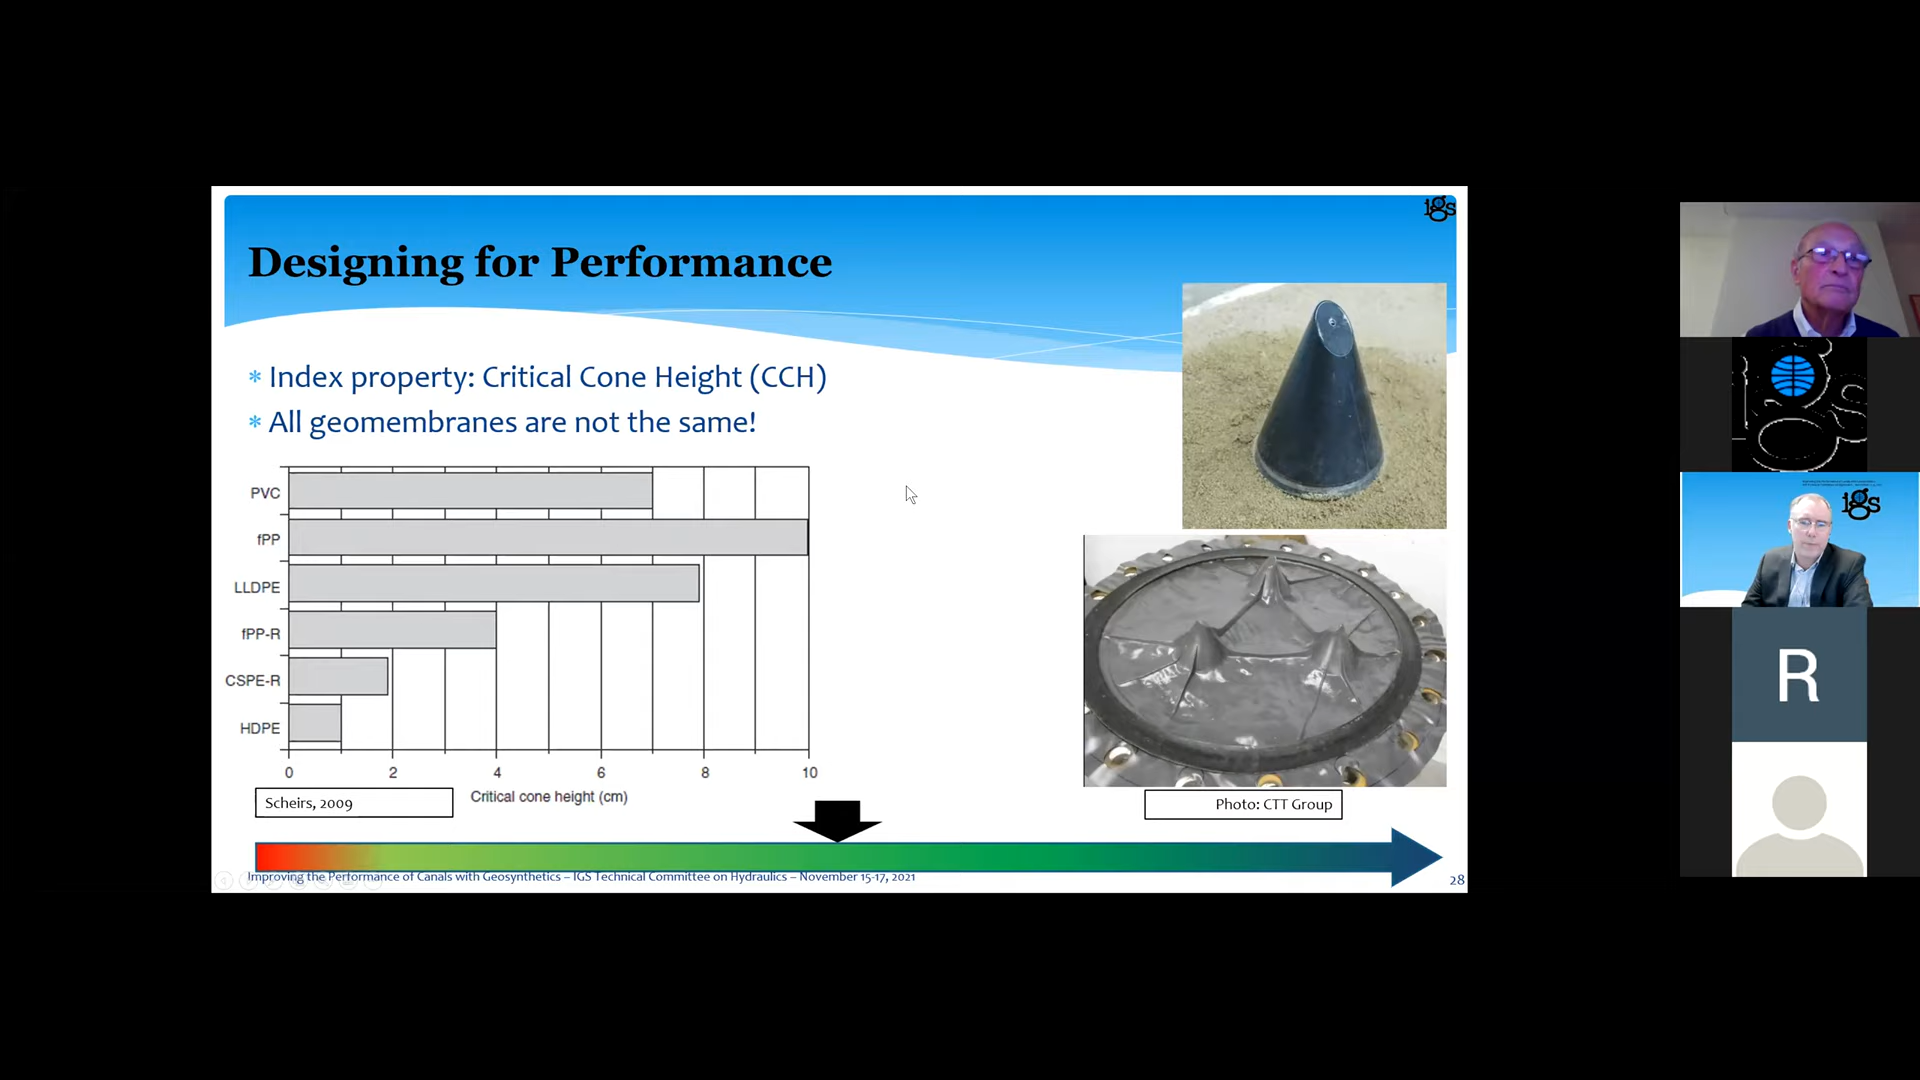 igs
Designing for Performance
* Index property: Critical Cone Height (CCH)
* All geomembranes are not the same!
PVC
fPP
LLDPE
fPP-R
CSPE-R
HDPE
0 2 4 6 8 10
Critical cone height (cm)
Scheirs, 2009
Photo: CTT Group
Improving the Performance of Canals with Geosynthetics – IGS Technical Committee on Hydraulics – November 15-17, 2021
28
igs
R